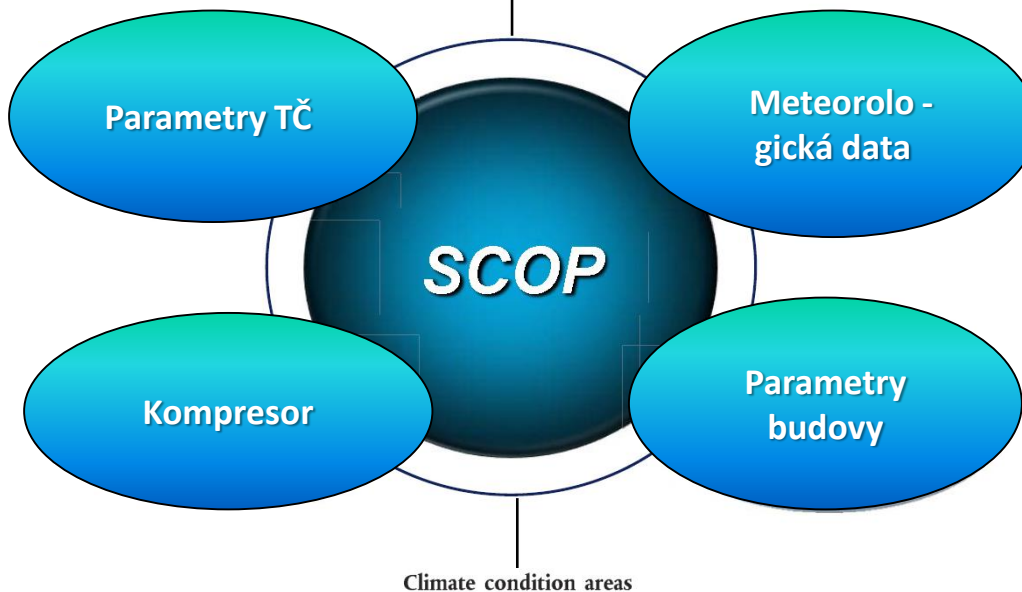 Parametry TČ
Meteorolo -
gická data
SCOP
Kompresor
Parametry
budovy
Climate condition areas